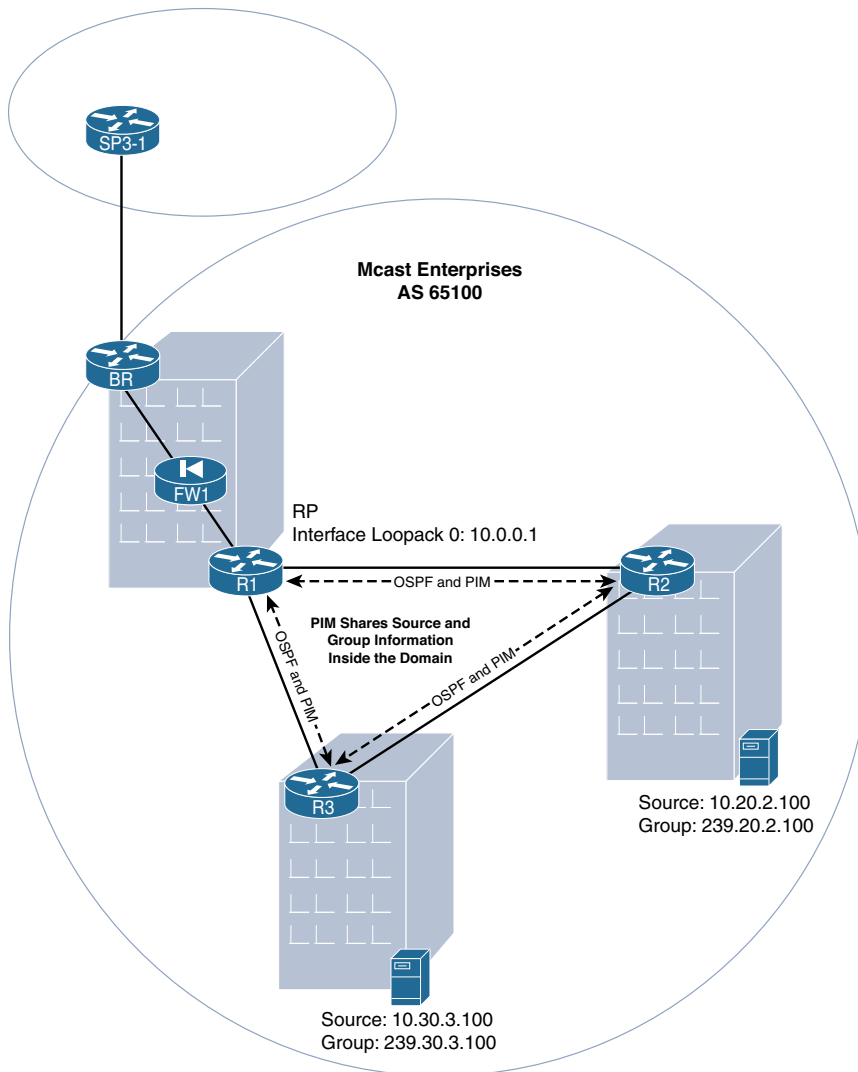 SP3-1
Mcast Enterprises
AS 65100
BR
FW1
RP
Interface Loopack 0: 10.0.0.1
R1
OSPF and PIM
R2
PIM Shares Source and
Group Information
Inside the Domain
OSPF and PIM
OSPF and PIM
R3
Source: 10.20.2.100
Group: 239.20.2.100
Source: 10.30.3.100
Group: 239.30.3.100